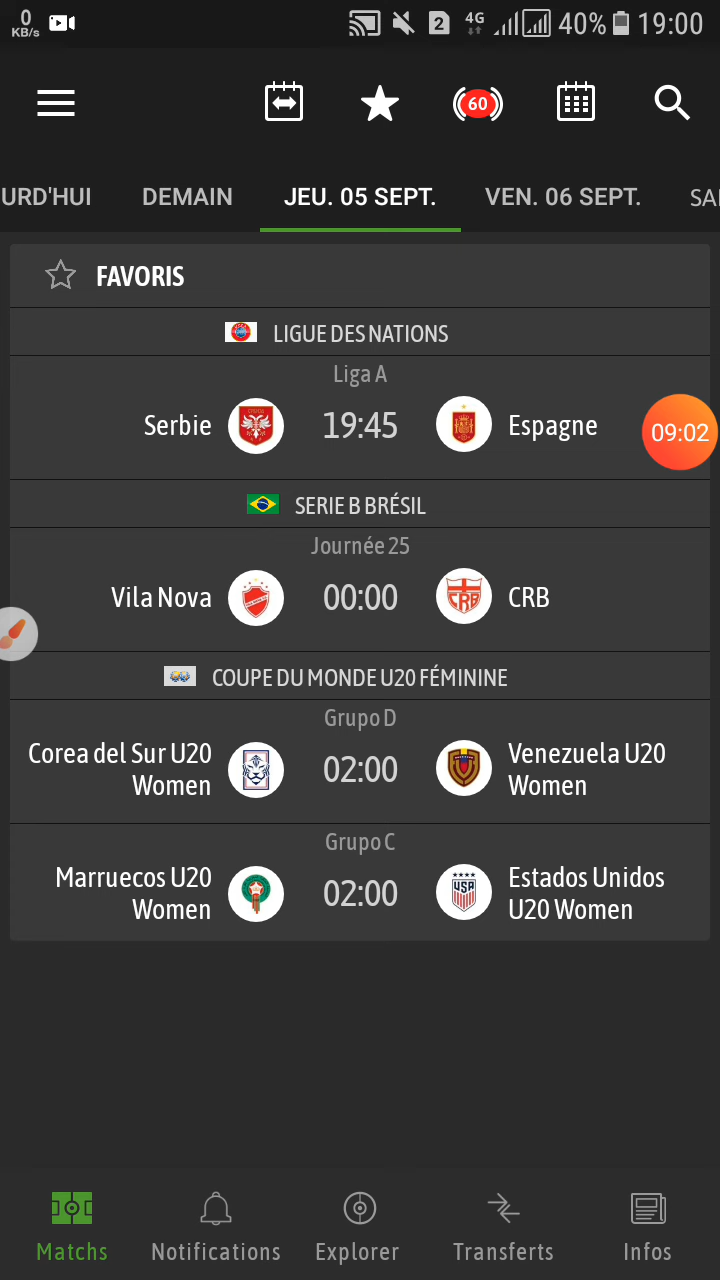 0
KB/s
2
4G
40%
19:00
60
URD'HUI
DEMAIN
JEU. 05 SEPT.
VEN. 06 SEPT.
SA
FAVORIS
LIGUE DES NATIONS
Liga A
Serbie
19:45
Espagne
09:02
SERIE B BRÉSIL
Journée 25
Vila Nova
00:00
CRB
CRB
COUPE DU MONDE U20 FÉMININE
Grupo D
Corea del Sur U20
Women
02:00
Venezuela U20
Women
Grupo C
Marruecos U20
Women
02:00
USA
Estados Unidos
U20 Women
Matchs
Notifications
Explorer
Transferts
Infos